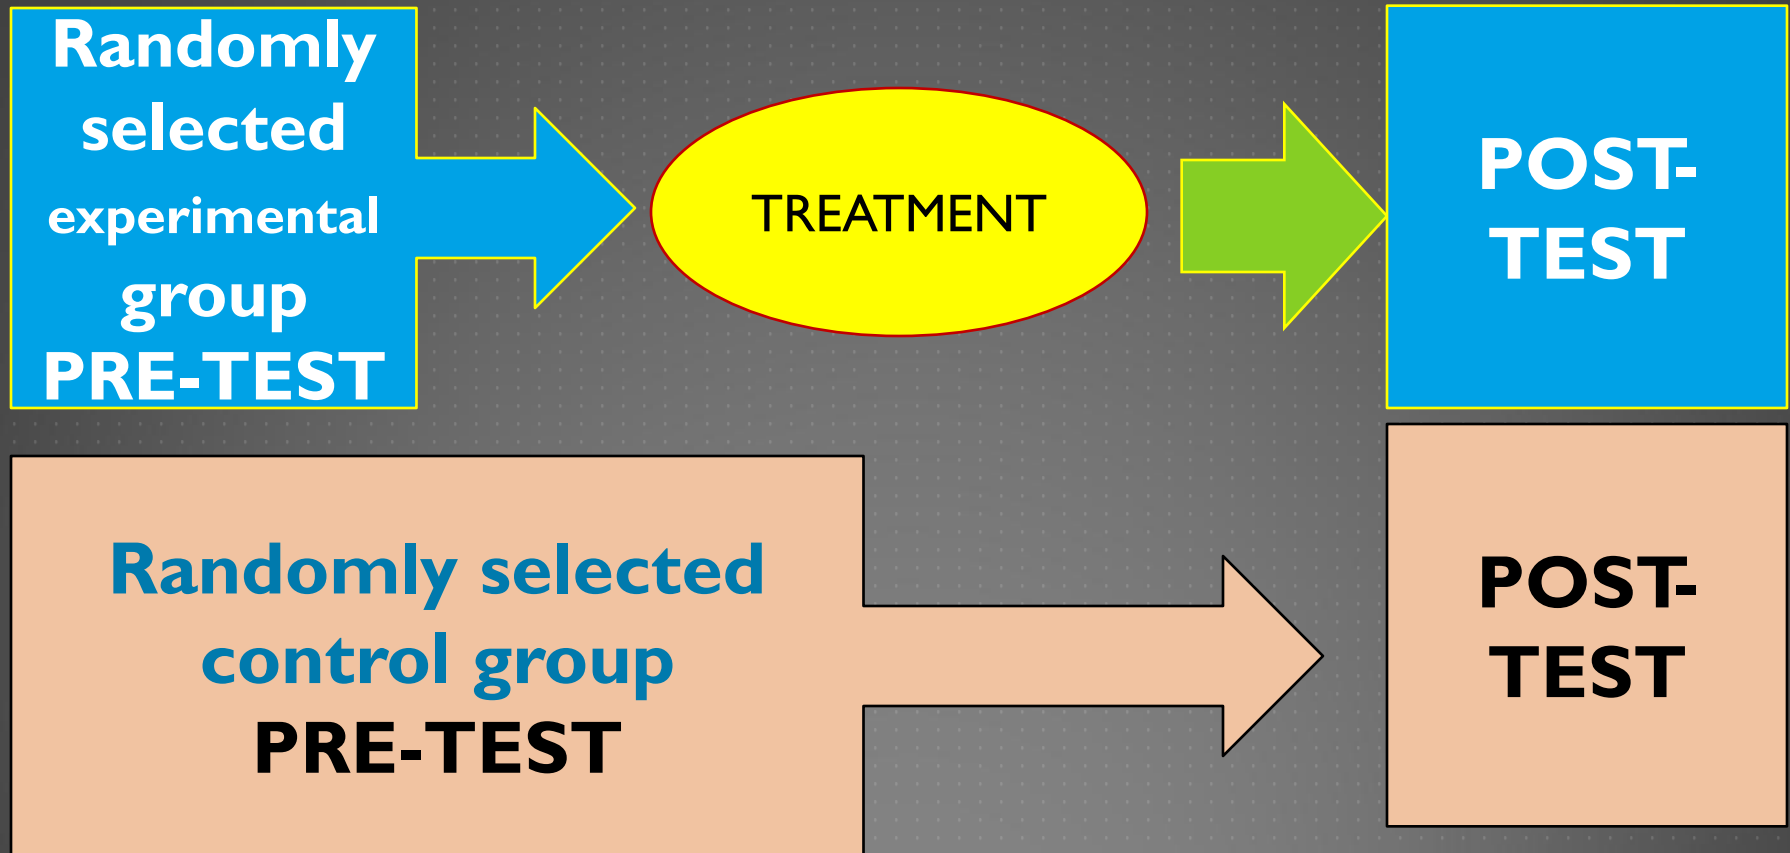 Randomly
selected
experimental
group
PRE-TEST
TREATMENT
POST-
TEST
Randomly selected
control group
PRE-TEST
POST-
TEST